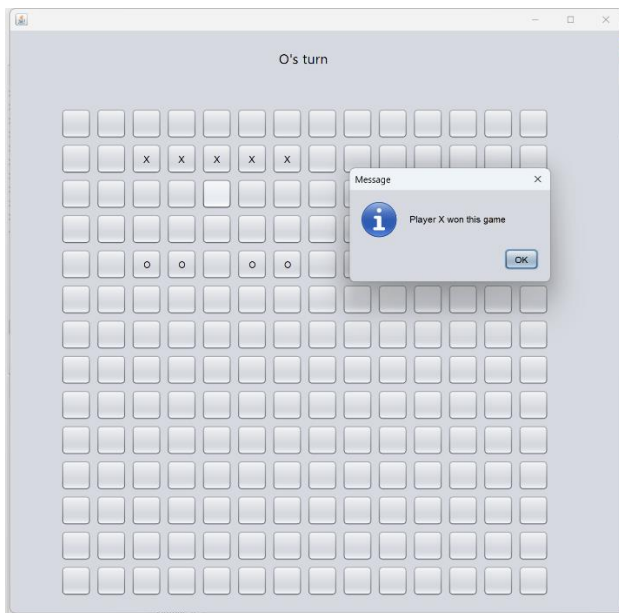 O's turn
X X X X X
Message
Player X won this game
O O O O
OK